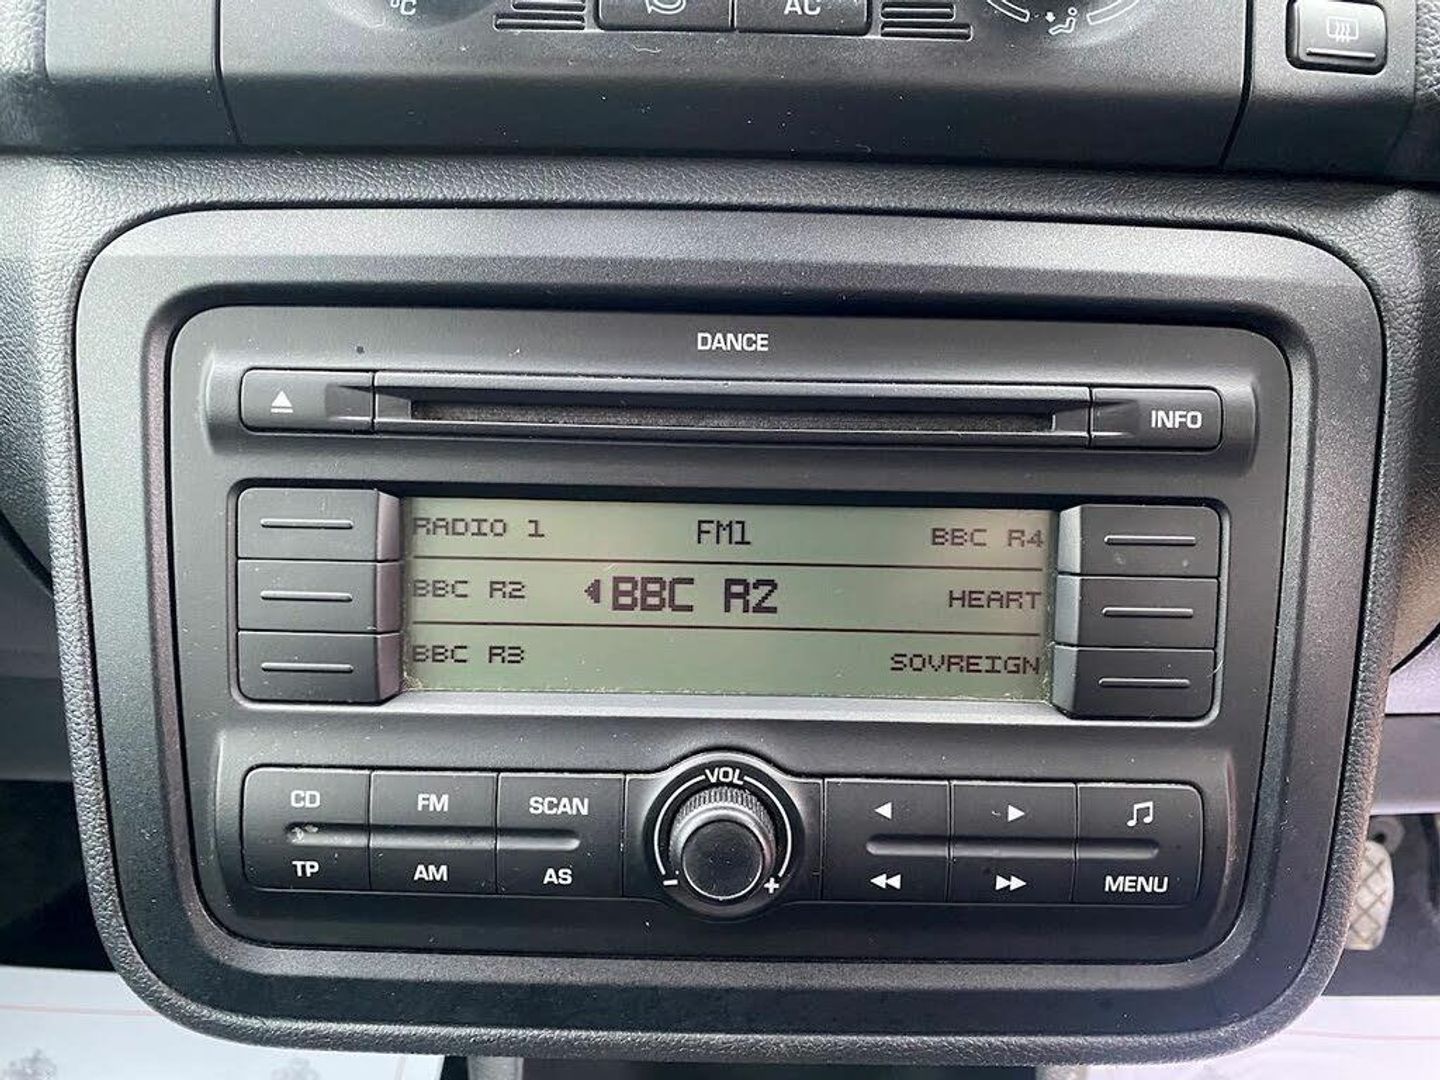 °C AC
DANCE
INFO
RADIO 1 FM1 BBC R4
BBC R2 BBC R2 HEART
BBC R3 SOVREIGN
VOL
CD FM SCAN
TP AM AS - + MENU